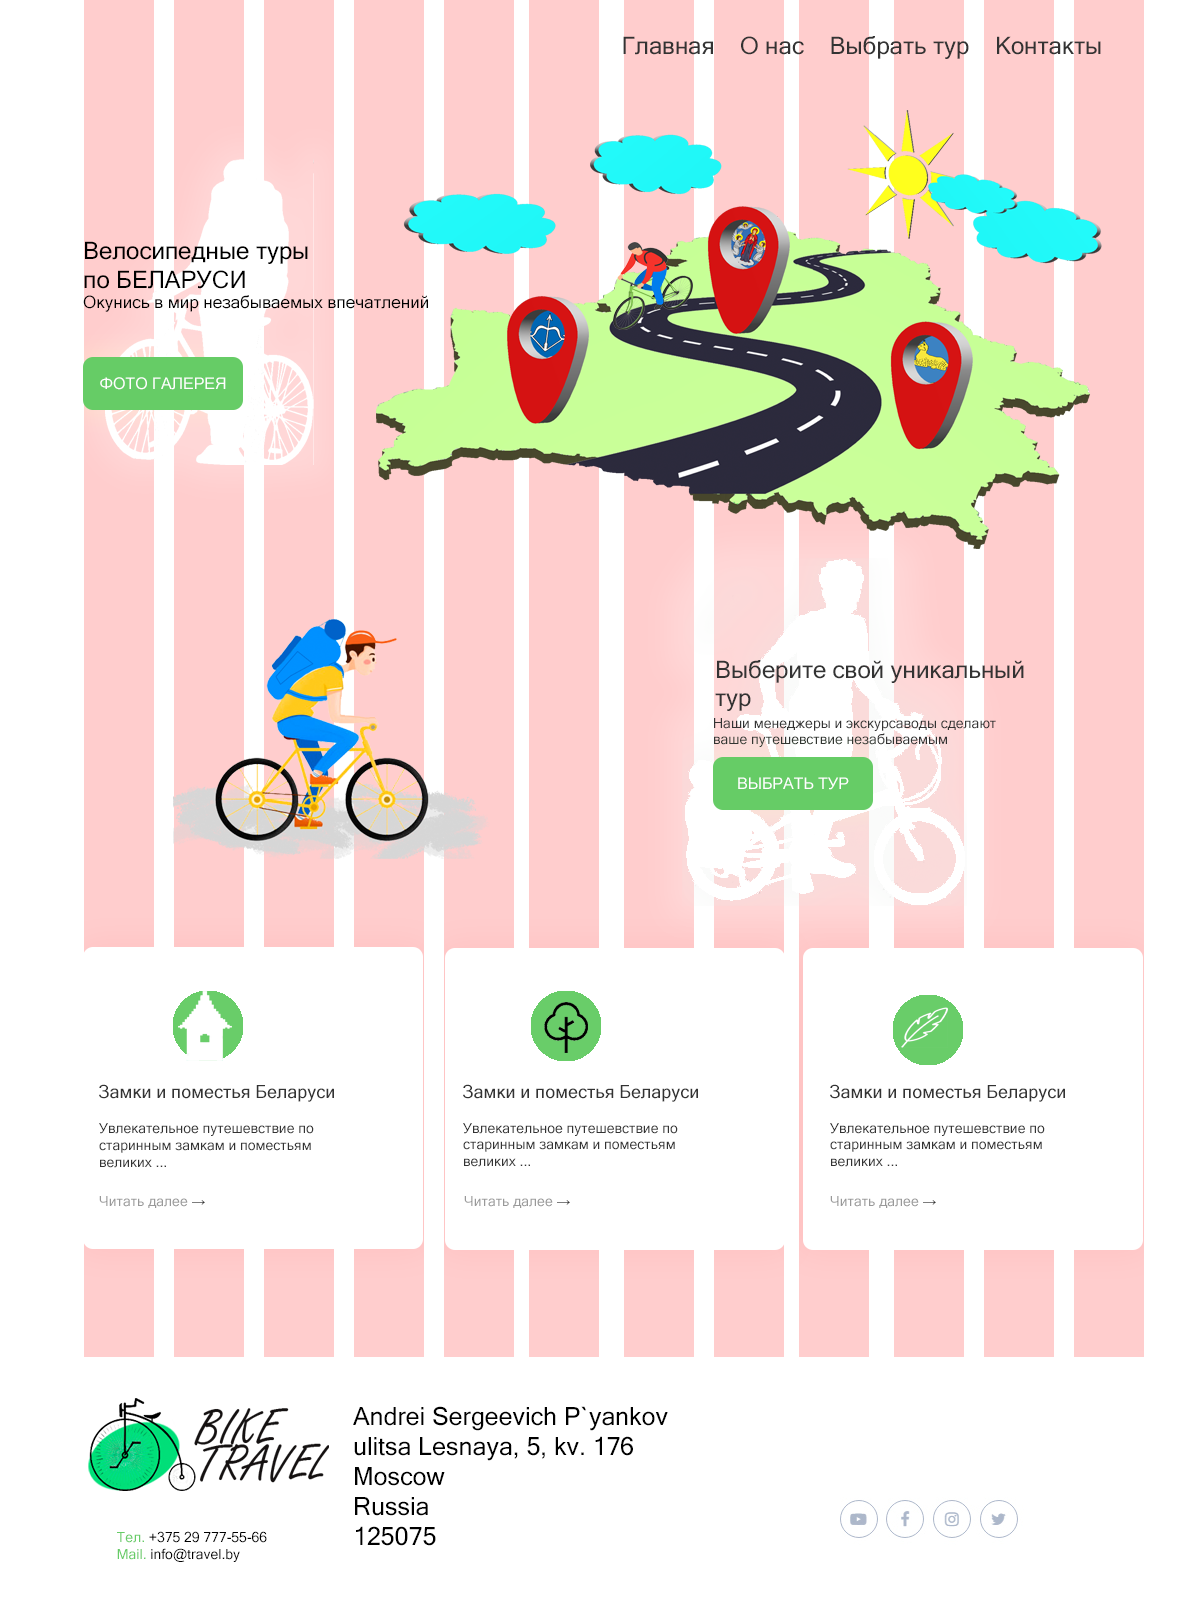 Главная О нас Выбрать тур Контакты
Велосипедные туры
по БЕЛАРУСИ
Окунись в мир незабываемых впечатлений
ФОТО ГАЛЕРЕЯ
Выберите свой уникальный
тур
Наши менеджеры и экскурсаводы сделают
ваше путешевствие незабываемым
ВЫБРАТЬ ТУР
Замки и поместья Беларуси
Увлекательное путешевствие по
старинным замкам и поместьям
великих ...
Читать далее →
Замки и поместья Беларуси
Увлекательное путешевствие по
старинным замкам и поместьям
великих ...
Читать далее →
Замки и поместья Беларуси
Увлекательное путешевствие по
старинным замкам и поместьям
великих ...
Читать далее →
BIKE
TRAVEL
Тел. +375 29 777-55-66
Mail. info@travel.by
Andrei Sergeevich P`yankov
ulitsa Lesnaya, 5, kv. 176
Moscow
Russia
125075